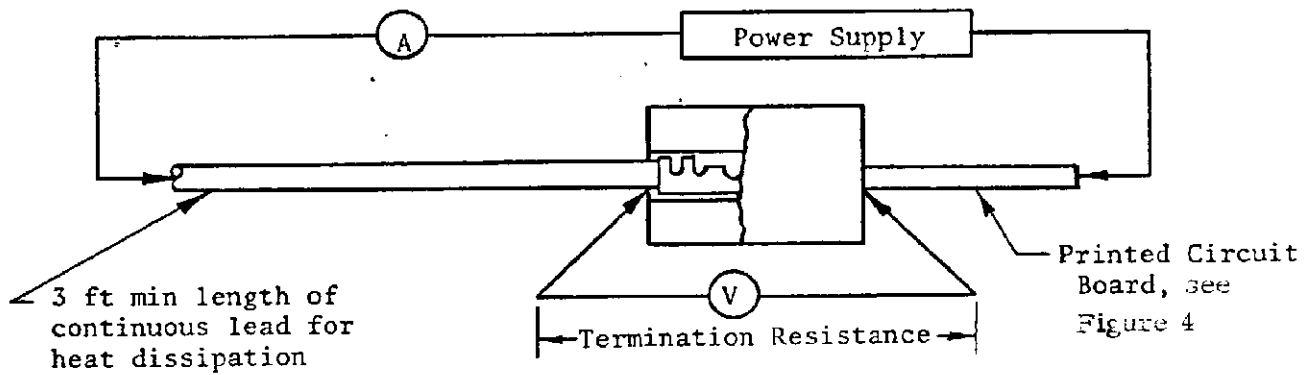 A
Power Supply
3 ft min length of
continuous lead for
heat dissipation
V
Termination Resistance
Printed Circuit
Board, see
Figure 4